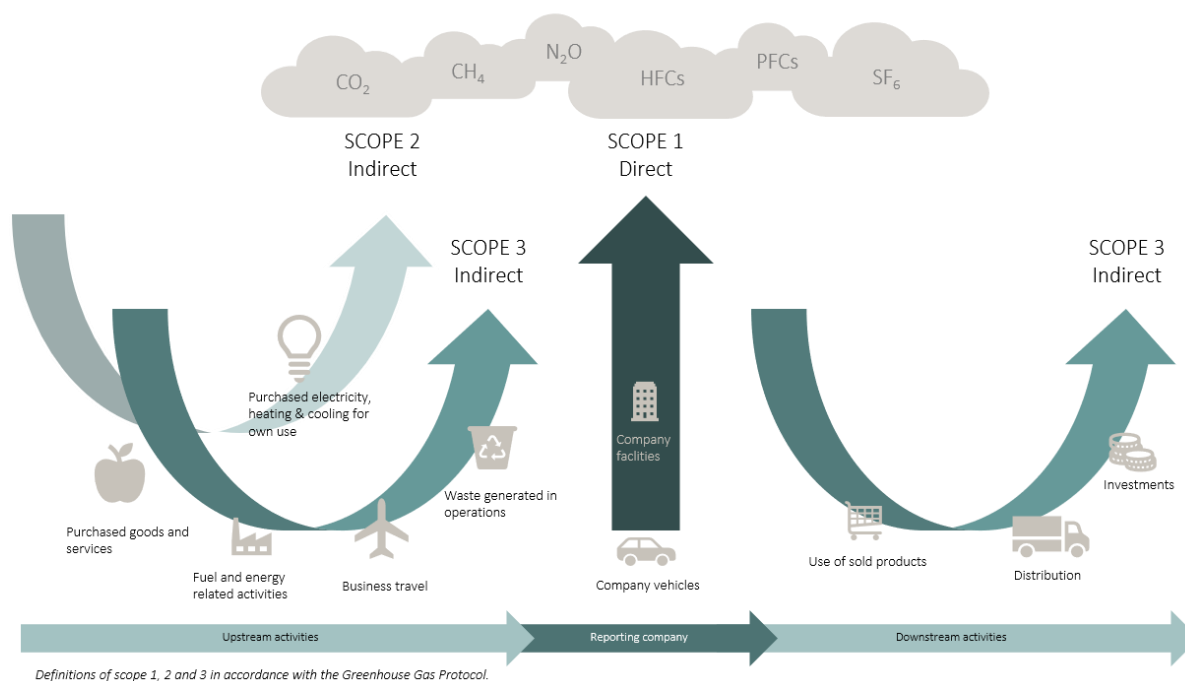 CO₂
CH₄
N₂O
HFCs
PFCs
SF₆
SCOPE 2
Indirect
SCOPE 1
Direct
SCOPE 3
Indirect
SCOPE 3
Indirect
Purchased electricity,
heating & cooling for
own use
Company
faclities
Waste generated in
operations
Investments
Purchased goods and
services
Fuel and energy
related activities
Business travel
Company vehicles
Use of sold products
Distribution
Upstream activities
Reporting company
Downstream activities
Definitions of scope 1, 2 and 3 in accordance with the Greenhouse Gas Protocol.